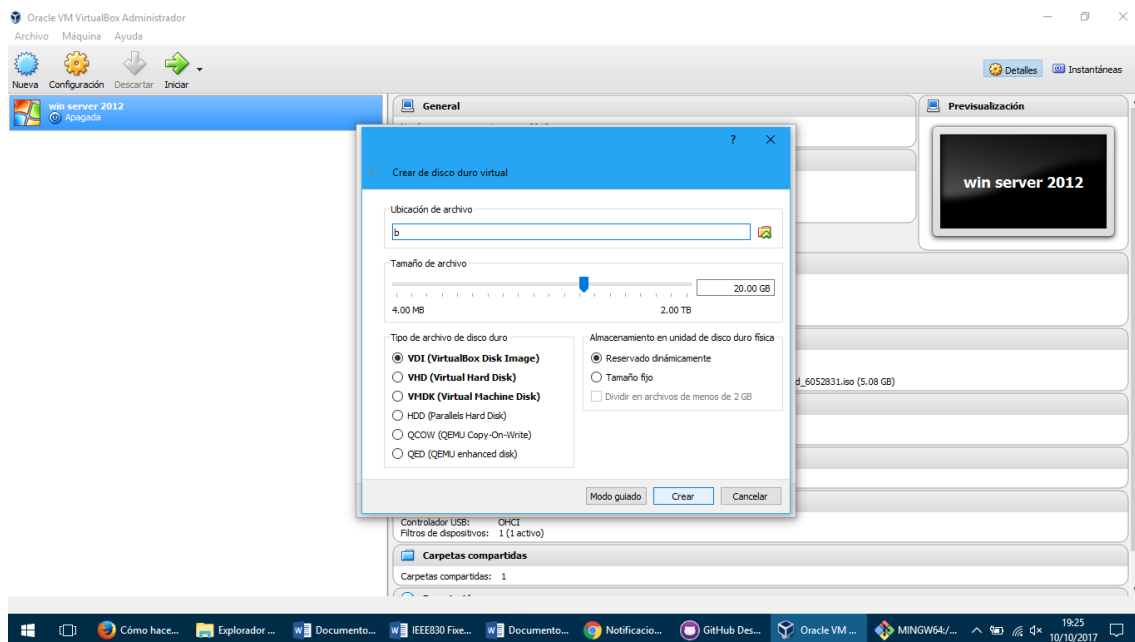 Oracle VM VirtualBox Administrador
Archivo Máquina Ayuda
Nueva Configuración Descartar Iniciar
Detalles Instantáneas
win server 2012
Apagada
General
Previsualización
win server 2012
? ×
Crear de disco duro virtual
Ubicación de archivo
b
Tamaño de archivo
20.00 GB
4.00 MB 2.00 TB
Tipo de archivo de disco duro
VDI (VirtualBox Disk Image)
VHD (Virtual Hard Disk)
VMDK (Virtual Machine Disk)
HDD (Parallels Hard Disk)
QCOW (QEMU Copy-On-Write)
QED (QEMU enhanced disk)
Almacenamiento en unidad de disco duro física
Reservado dinámicamente
Tamaño fijo
Dividir en archivos de menos de 2 GB
d_6052831.iso (5.08 GB)
Modo guiado Crear Cancelar
Controlador USB: OHCI
Filtros de dispositivos: 1 (1 activo)
Carpetas compartidas
Carpetas compartidas: 1
Cómo hace... Explorador ... Documento... IEEE830 Fixe... Documento... Notificacio... GitHub Des... Oracle VM ... MINGW64:/...
19:25
10/10/2017